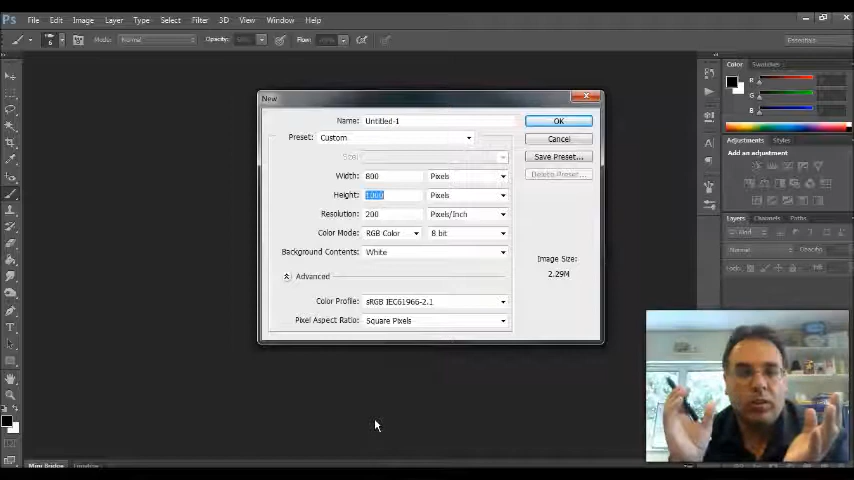 Ps File Edit Image Layer Type Select Filter 3D View Window Help
Mode: Normal Opacity: Flow: Essentials
New
Name: Untitled-1 OK
Preset: Custom Cancel
Size: Save Preset...
Width: 800 Pixels Delete Preset...
Height: 1000 Pixels
Resolution: 200 Pixels/Inch
Color Mode: RGB Color 8 bit
Background Contents: White
Image Size:
2.29M
Advanced
Color Profile: sRGB IEC61966-2.1
Pixel Aspect Ratio: Square Pixels
Color Swatches
R
G
B
Adjustments Styles
Add an adjustment
Layers Channels Paths
Kind
Normal Opacity:
Lock: Fill:
Mini Bridge Timeline